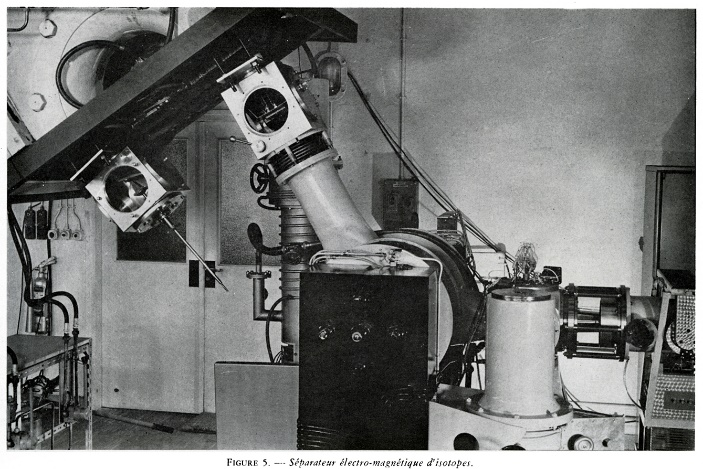 FIGURE 5. — Séparateur électro-magnétique d'isotopes.